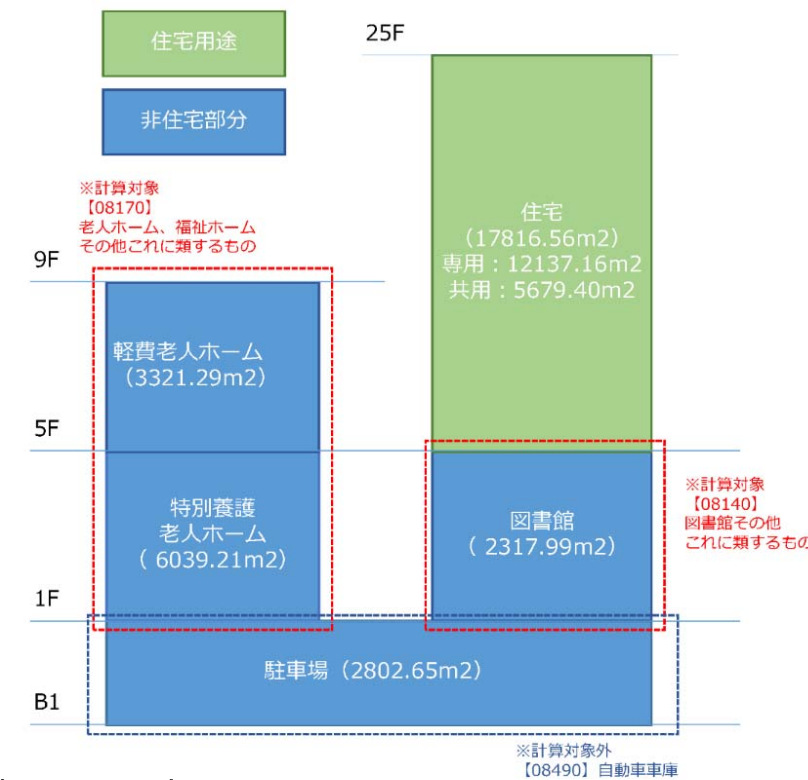 住宅用途
25F
非住宅部分
※計算対象
【08170】
老人ホーム、福祉ホーム
その他これに類するもの
9F
住宅
（17816.56m2）
専用：12137.16m2
共用：5679.40m2
軽費老人ホーム
（3321.29m2）
5F
特別養護
老人ホーム
（ 6039.21m2）
図書館
（ 2317.99m2）
※計算対象
【08140】
図書館その他
これに類するもの
1F
駐車場（2802.65m2）
B1
※計算対象外
【08490】自動車車庫